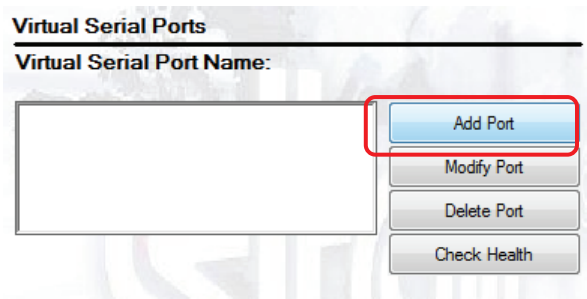 Virtual Serial Ports
Virtual Serial Port Name:
Add Port
Modify Port
Delete Port
Check Health